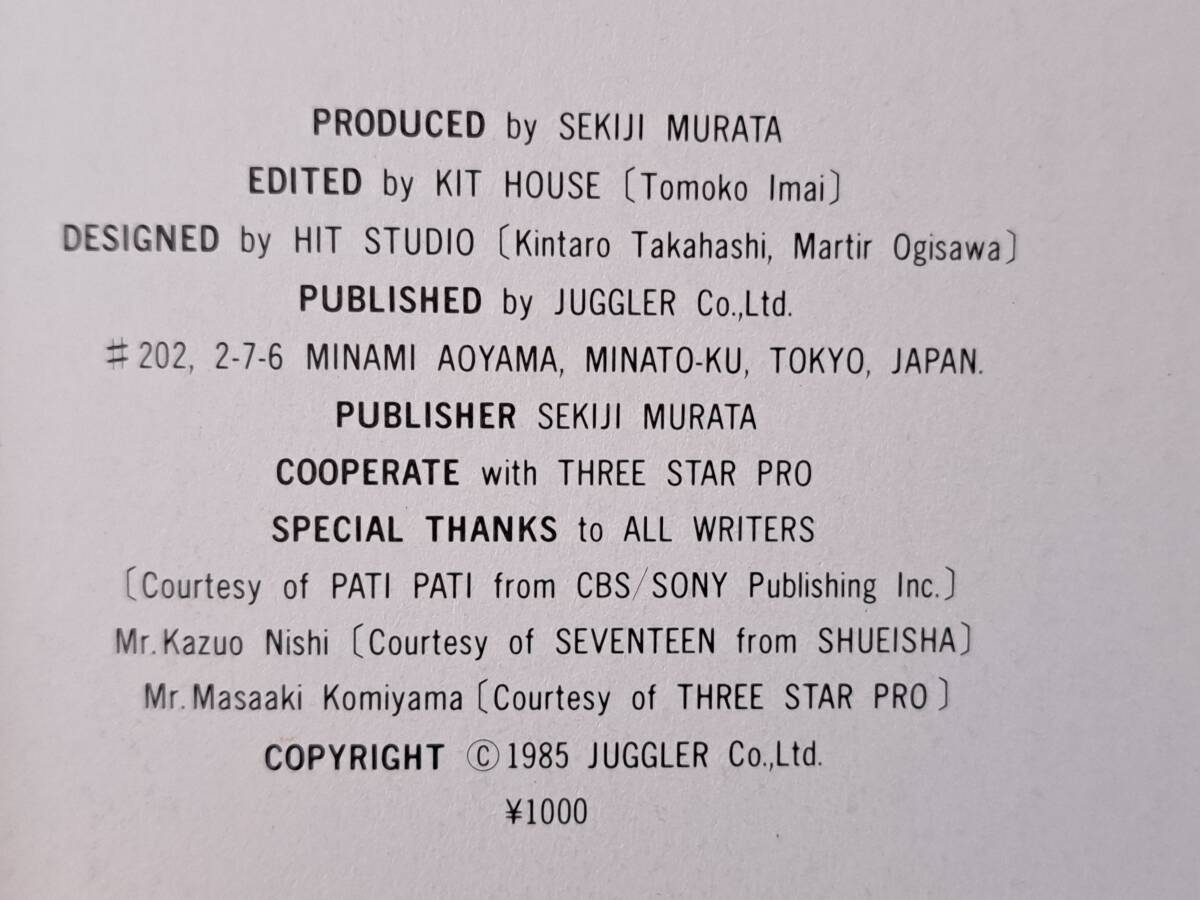 PRODUCED by SEKIJI MURATA
EDITED by KIT HOUSE〔Tomoko Imai〕
DESIGNED by HIT STUDIO〔Kintaro Takahashi, Martir Ogisawa〕
PUBLISHED by JUGGLER Co.,Ltd.
♯202, 2-7-6 MINAMI AOYAMA, MINATO-KU, TOKYO, JAPAN.
PUBLISHER SEKIJI MURATA
COOPERATE with THREE STAR PRO
SPECIAL THANKS to ALL WRITERS
〔Courtesy of PATI PATI from CBS/SONY Publishing Inc.〕
Mr.Kazuo Nishi〔Courtesy of SEVENTEEN from SHUEISHA〕
Mr.Masaaki Komiyama〔Courtesy of THREE STAR PRO〕
COPYRIGHT ©1985 JUGGLER Co.,Ltd.
¥1000